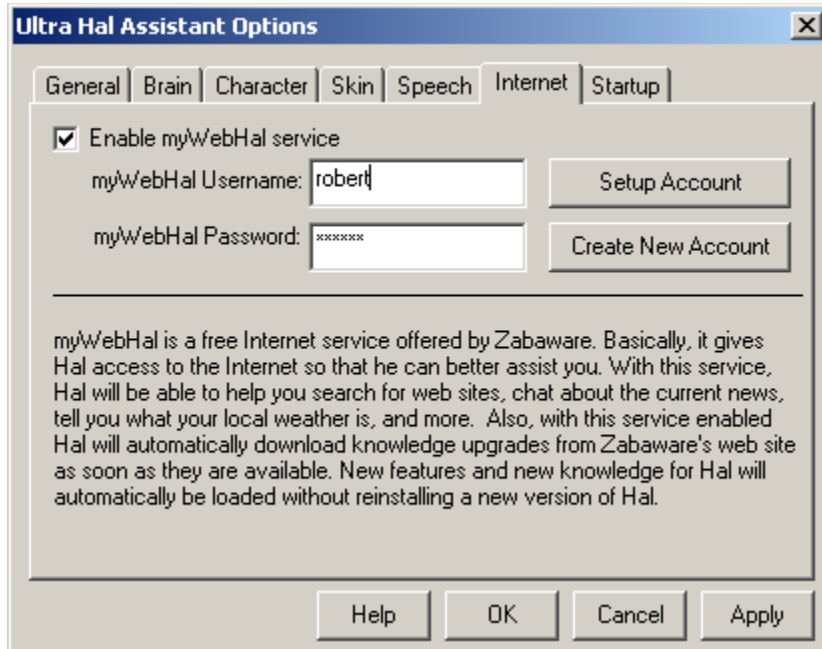 Ultra Hal Assistant Options
General Brain Character Skin Speech Internet Startup
Enable myWebHal service
myWebHal Username: robert Setup Account
myWebHal Password: ×××××× Create New Account
myWebHal is a free Internet service offered by Zabaware. Basically, it gives
Hal access to the Internet so that he can better assist you. With this service,
Hal will be able to help you search for web sites, chat about the current news,
tell you what your local weather is, and more.  Also, with this service enabled
Hal will automatically download knowledge upgrades from Zabaware's web site
as soon as they are available. New features and new knowledge for Hal will
automatically be loaded without reinstalling a new version of Hal.
Help OK Cancel Apply